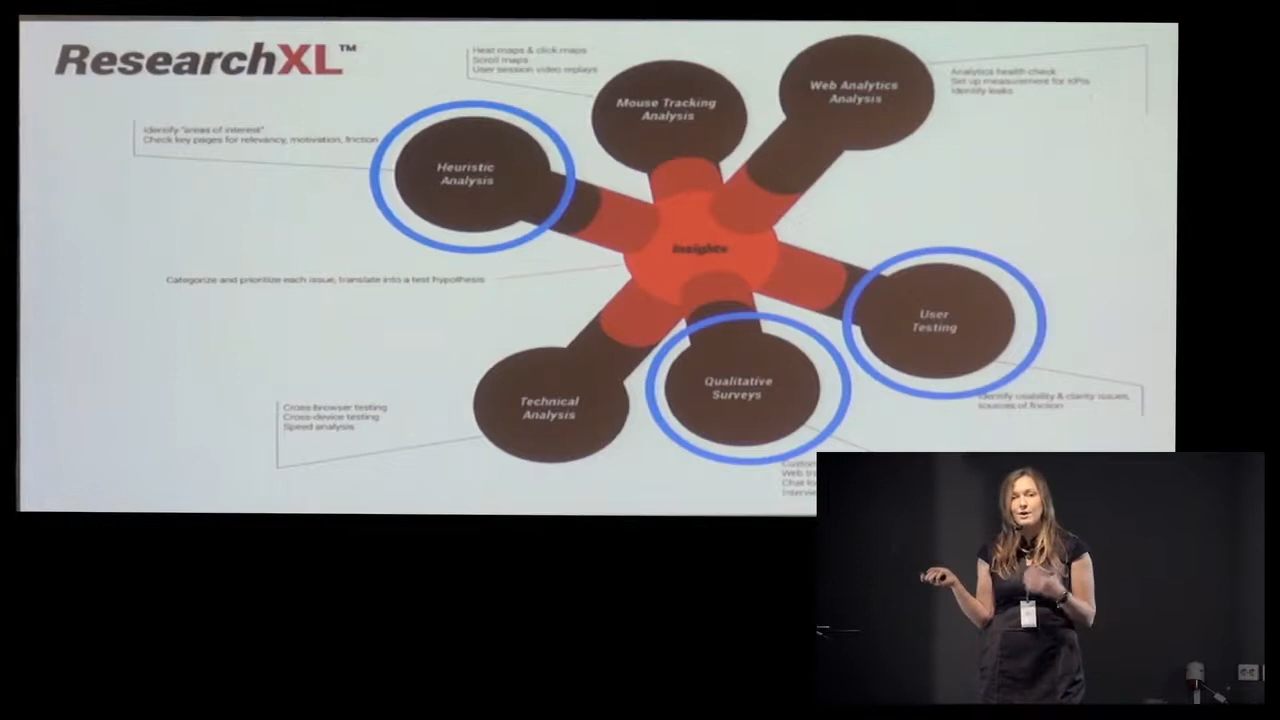 ResearchXL™
Heat maps & click maps
Scroll maps
User session video replays
Mouse Tracking
Analysis
Web Analytics
Analysis
Analytics health check
Set up measurement for KPIs
Identify leaks
Identify "areas of interest"
Check key pages for relevancy, motivation, friction
Heuristic
Analysis
Insights
Categorize and prioritize each issue, translate into a test hypothesis
User
Testing
Identify usability & clarity issues,
sources of friction
Qualitative
Surveys
Technical
Analysis
Cross-browser testing
Cross-device testing
Speed analysis
Web
Chat